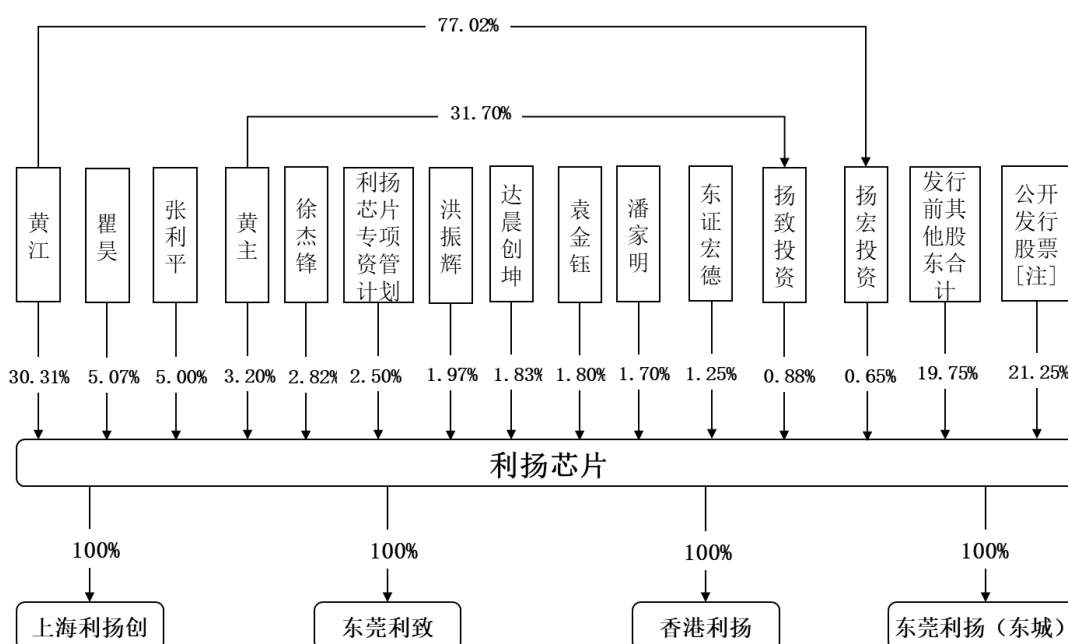 77.02%
31.70%
黄江
瞿昊
张利平
黄主
徐杰锋
利扬
芯片
专项
资管
计划
洪振辉
达晨创坤
袁金钰
潘家明
东证宏德
扬致投资
扬宏投资
发行
前其
他股
东合
计
公开
发行
股票
[注]
30.31%
5.07%
5.00%
3.20%
2.82%
2.50%
1.97%
1.83%
1.80%
1.70%
1.25%
0.88%
0.65%
19.75%
21.25%
利扬芯片
100%
100%
100%
100%
上海利扬创
东莞利致
香港利扬
东莞利扬（东城）